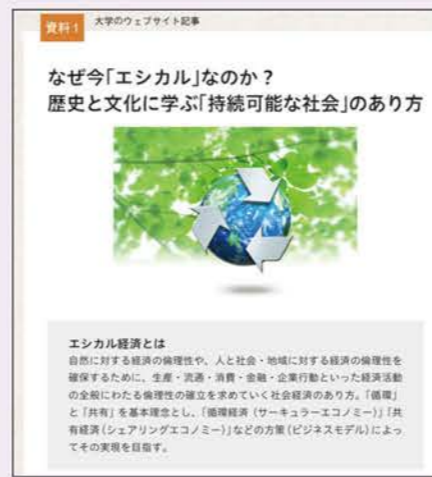 資料1
大学のウェブサイト記事
なぜ今「エシカル」なのか？
歴史と文化に学ぶ「持続可能な社会」のあり方
エシカル経済とは
自然に対する経済の倫理性や、人と社会・地域に対する経済の倫理性を
確保するために、生産・流通・消費・金融・企業行動といった経済活動
の全般にわたる倫理性の確立を求めていく社会経済のあり方。「循環」
と「共有」を基本理念とし、「循環経済（サーキュラーエコノミー）」「共
有経済（シェアリングエコノミー）」などの方策（ビジネスモデル）によっ
てその実現を目指す。